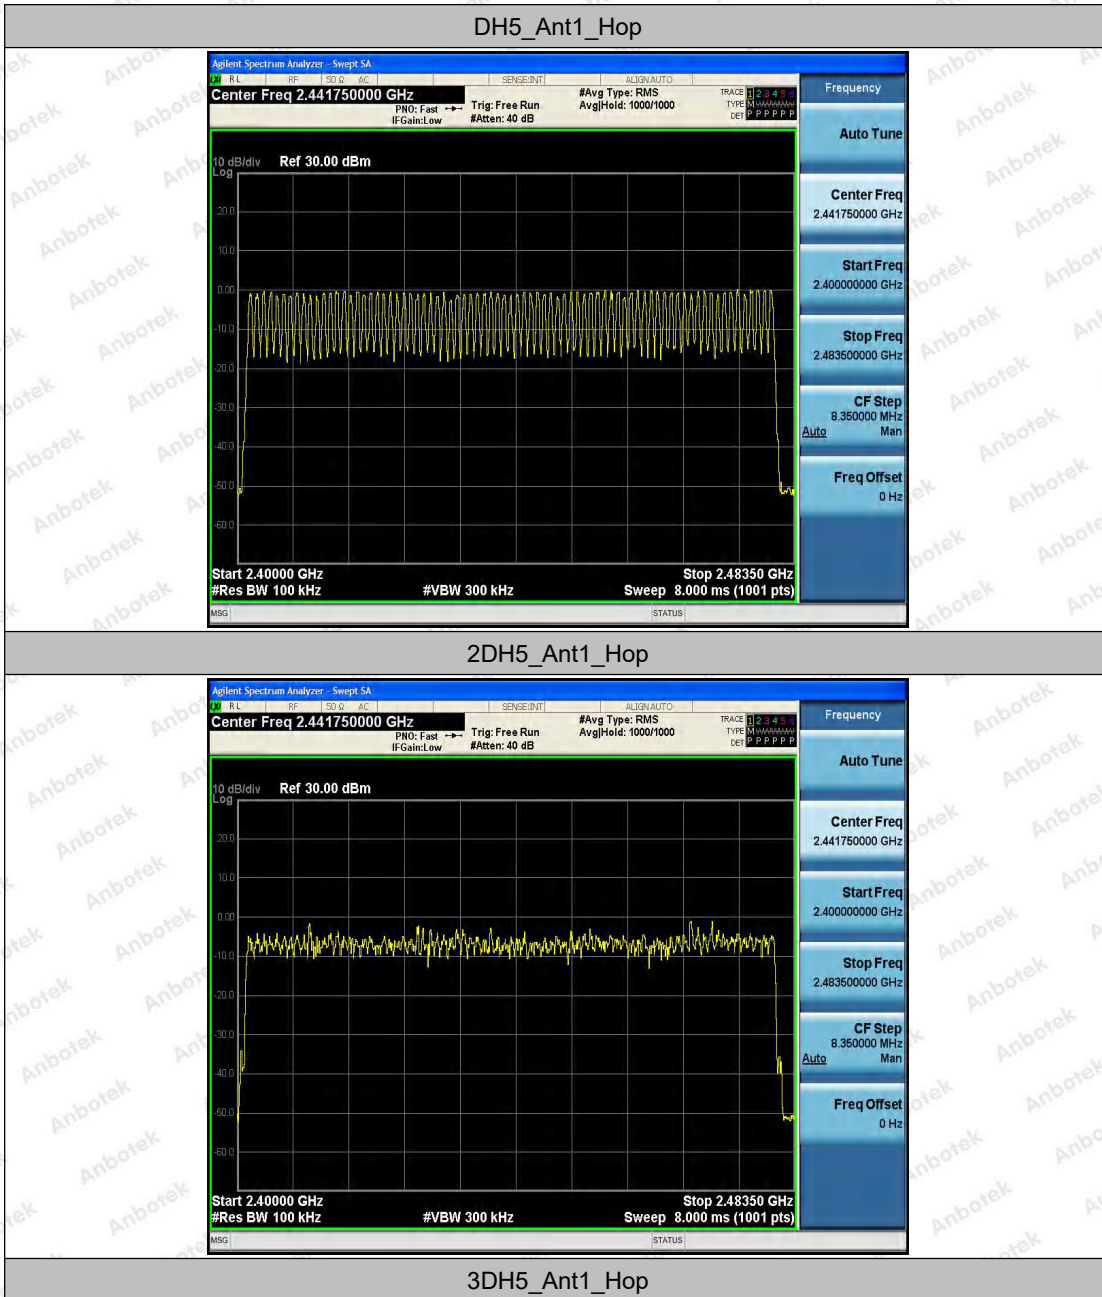 DH5_Ant1_Hop
Agilent Spectrum Analyzer - Swept SA
RL RF 50 Ω AC SENSE:INT ALIGN AUTO
Center Freq 2.441750000 GHz
PNO: Fast
IFGain:Low
Trig: Free Run
#Atten: 40 dB
#Avg Type: RMS
Avg|Hold: 1000/1000
TRACE 1 2 3 4 5 6
TYPE M
DET P P P P P P
10 dB/div Ref 30.00 dBm
Log
20.0
10.0
0.00
-10.0
-20.0
-30.0
-40.0
-50.0
-60.0
Start 2.40000 GHz Stop 2.48350 GHz
#Res BW 100 kHz #VBW 300 kHz Sweep 8.000 ms (1001 pts)
MSG STATUS
Frequency
Auto Tune
Center Freq
2.441750000 GHz
Start Freq
2.400000000 GHz
Stop Freq
2.483500000 GHz
CF Step
8.350000 MHz
Auto Man
Freq Offset
0 Hz
2DH5_Ant1_Hop
Agilent Spectrum Analyzer - Swept SA
RL RF 50 Ω AC SENSE:INT ALIGN AUTO
Center Freq 2.441750000 GHz
PNO: Fast
IFGain:Low
Trig: Free Run
#Atten: 40 dB
#Avg Type: RMS
Avg|Hold: 1000/1000
TRACE 1 2 3 4 5 6
TYPE M
DET P P P P P P
10 dB/div Ref 30.00 dBm
Log
20.0
10.0
0.00
-10.0
-20.0
-30.0
-40.0
-50.0
-60.0
Start 2.40000 GHz Stop 2.48350 GHz
#Res BW 100 kHz #VBW 300 kHz Sweep 8.000 ms (1001 pts)
MSG STATUS
Frequency
Auto Tune
Center Freq
2.441750000 GHz
Start Freq
2.400000000 GHz
Stop Freq
2.483500000 GHz
CF Step
8.350000 MHz
Auto Man
Freq Offset
0 Hz
3DH5_Ant1_Hop
Anbotek